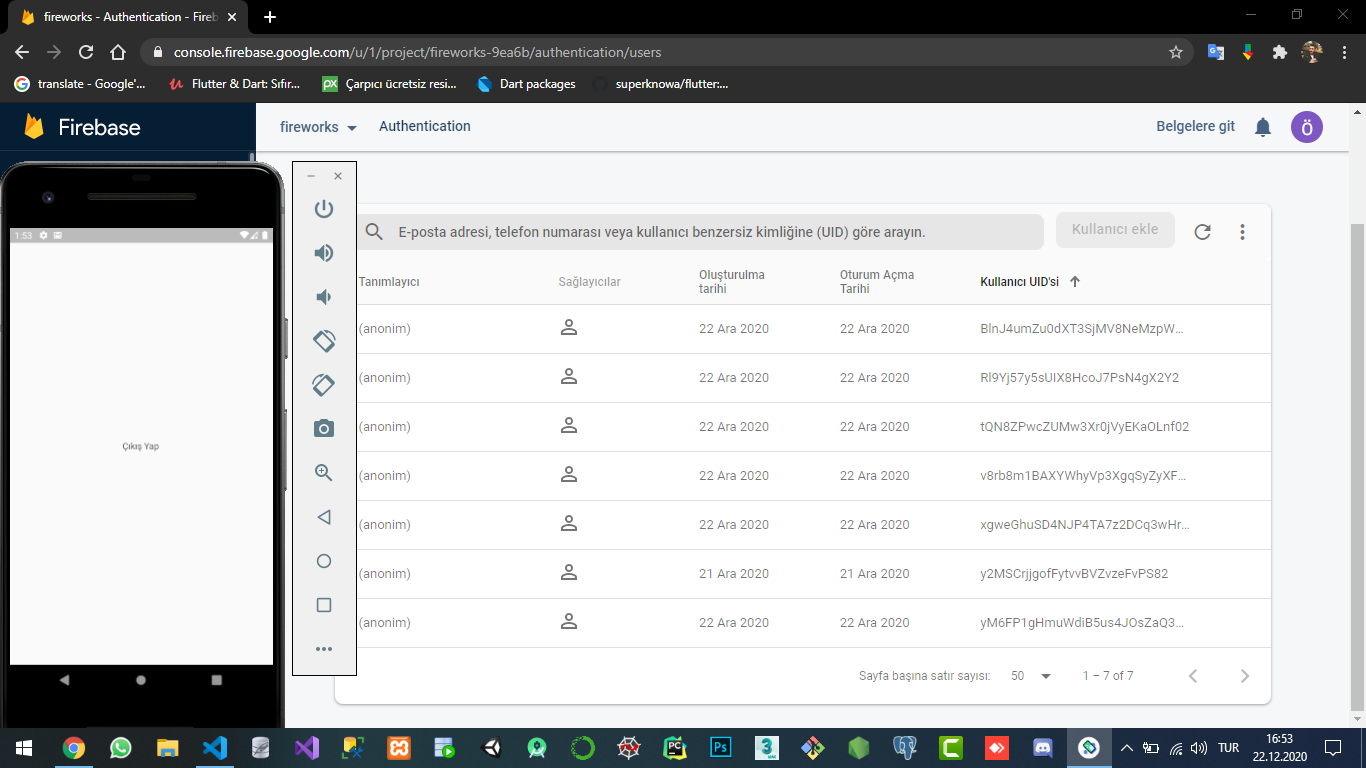 fireworks - Authentication - Fireb
console.firebase.google.com/u/1/project/fireworks-9ea6b/authentication/users
translate - Google'...
Flutter & Dart: Sıfır...
px
Çarpıcı ücretsiz resi...
Dart packages
superknowa/flutter:...
Firebase
fireworks
Authentication
Belgelere git
Ö
1:53
Çıkış Yap
E-posta adresi, telefon numarası veya kullanıcı benzersiz kimliğine (UID) göre arayın.
Kullanıcı ekle
Tanımlayıcı
Sağlayıcılar
Oluşturulma tarihi
Oturum Açma Tarihi
Kullanıcı UID'si
(anonim) 22 Ara 2020 22 Ara 2020 BlnJ4umZu0dXT3SjMV8NeMzpW...
(anonim) 22 Ara 2020 22 Ara 2020 Rl9Yj57y5sUIX8HcoJ7PsN4gX2Y2
(anonim) 22 Ara 2020 22 Ara 2020 tQN8ZPwcZUMw3Xr0jVyEKaOLnf02
(anonim) 22 Ara 2020 22 Ara 2020 v8rb8m1BAXYWhyVp3XgqSyZyXF...
(anonim) 22 Ara 2020 22 Ara 2020 xgweGhuSD4NJP4TA7z2DCq3wHr...
(anonim) 21 Ara 2020 21 Ara 2020 y2MSCrjjgofFytvvBVZvzeFvPS82
(anonim) 22 Ara 2020 22 Ara 2020 yM6FP1gHmuWdiB5us4JOsZaQ3...
Sayfa başına satır sayısı: 50 1 – 7 of 7
PC
Ps
3
C
TUR
16:53
22.12.2020